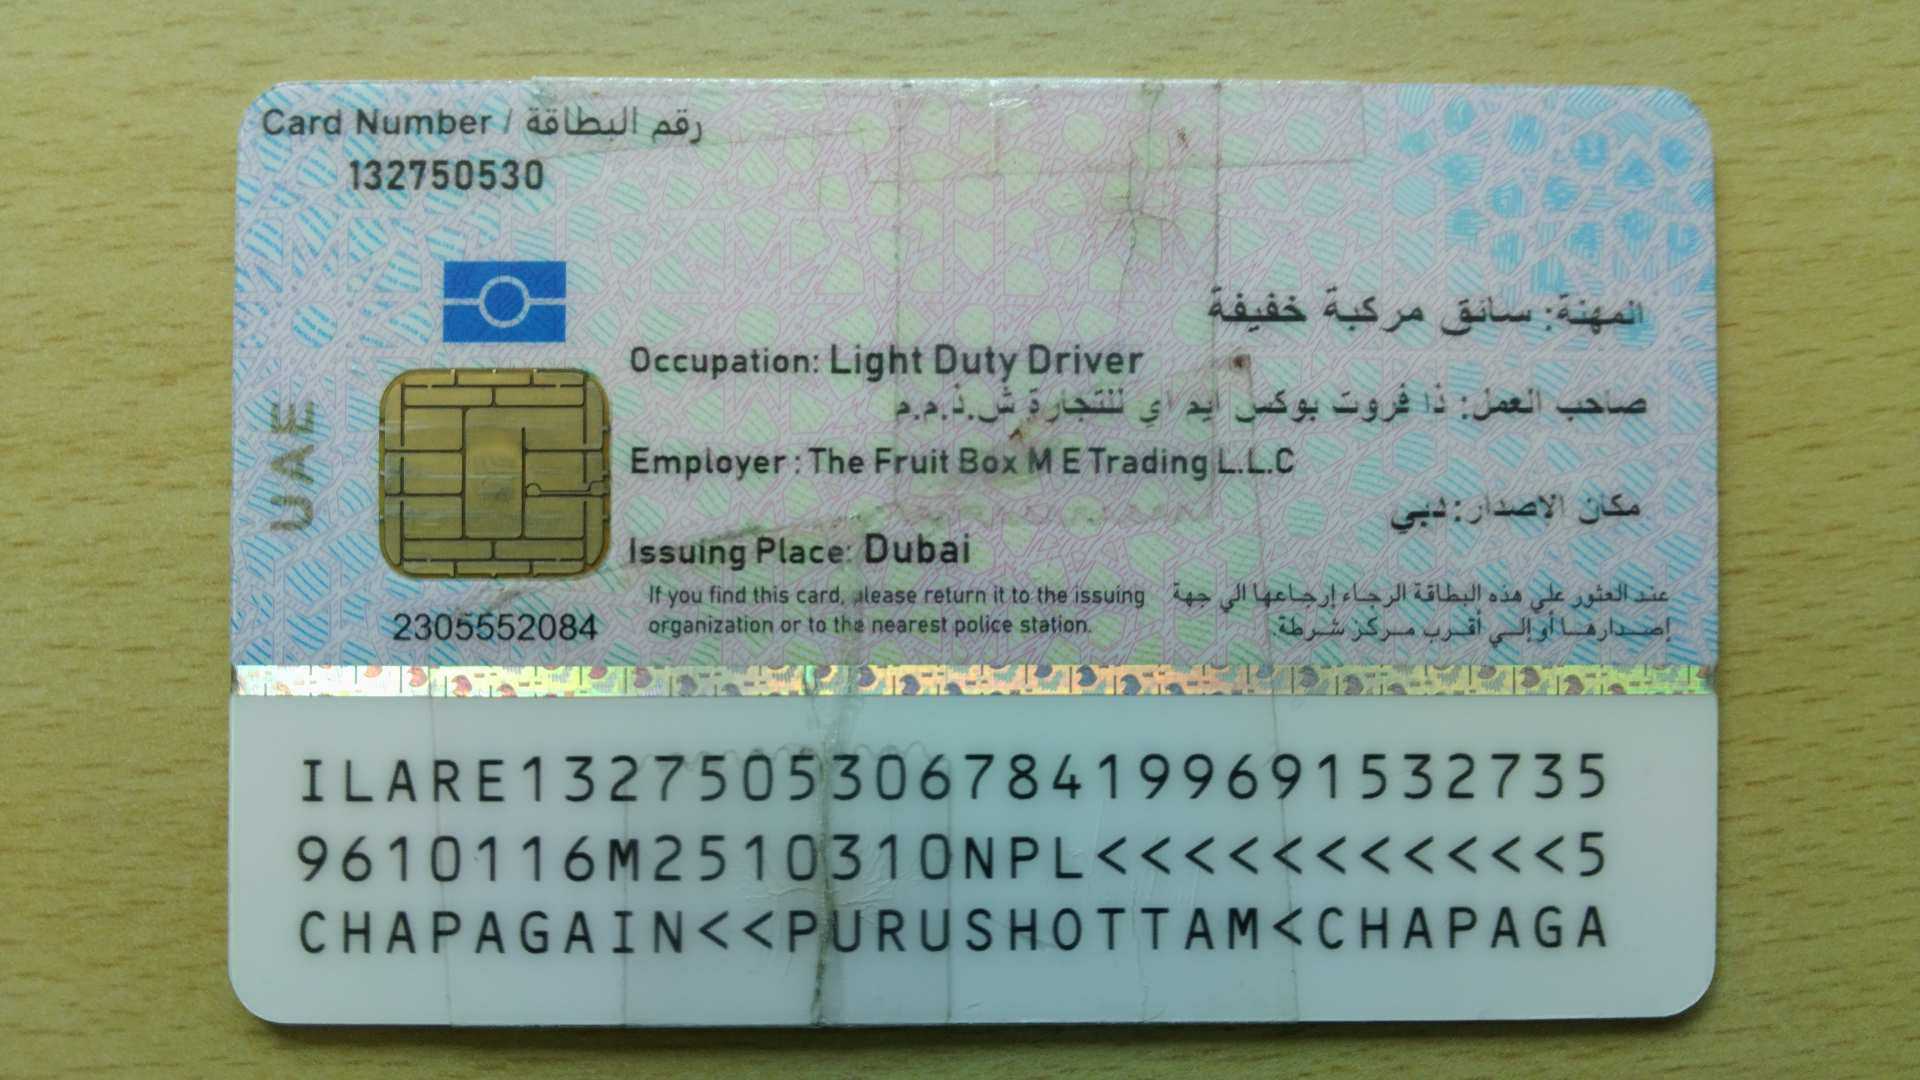 Card Number / رقم البطاقة
132750530
المهنة: سائق مركبة خفيفة
Occupation: Light Duty Driver
صاحب العمل: ذا فروت بوكس ايم اي للتجارة ش.ذ.م.م
Employer: The Fruit Box M E Trading L.L.C
مكان الاصدار: دبي
Issuing Place: Dubai
UAE
If you find this card, please return it to the issuing
organization or to the nearest police station.
عند العثور علي هذه البطاقة الرجاء إرجاعها الي جهة
إصدارها أو إلي أقرب مركز شرطة.
2305552084
ILARE1327505306784199691532735
9610116M2510310NPL<<<<<<<<<<<5
CHAPAGAIN<<PURUSHOTTAM<CHAPAGA